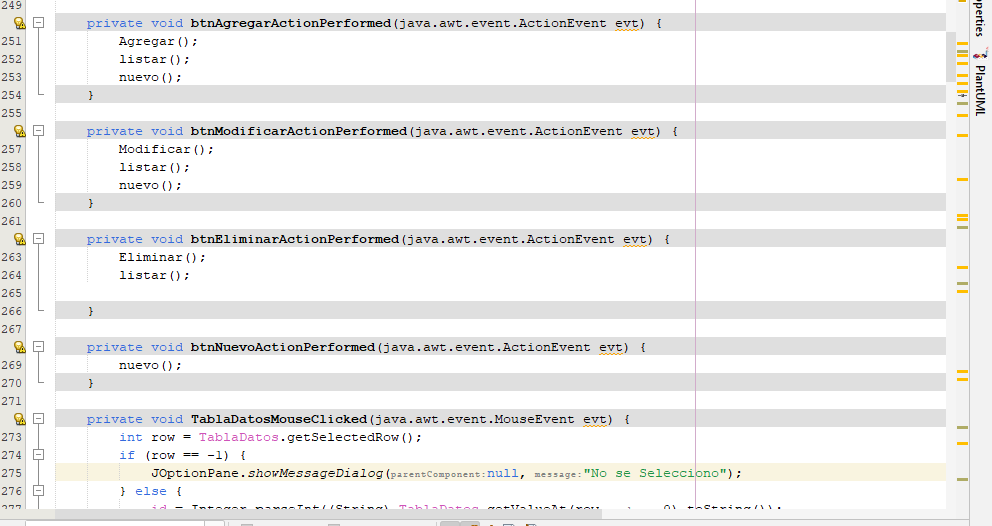 249
private void btnAgregarActionPerformed(java.awt.event.ActionEvent evt) {
251 Agregar();
252 listar();
253 nuevo();
254 }
255
private void btnModificarActionPerformed(java.awt.event.ActionEvent evt) {
257 Modificar();
258 listar();
259 nuevo();
260 }
261
private void btnEliminarActionPerformed(java.awt.event.ActionEvent evt) {
263 Eliminar();
264 listar();
265
266 }
267
private void btnNuevoActionPerformed(java.awt.event.ActionEvent evt) {
269 nuevo();
270 }
271
private void TablaDatosMouseClicked(java.awt.event.MouseEvent evt) {
273 int row = TablaDatos.getSelectedRow();
274 if (row == -1) {
275 JOptionPane.showMessageDialog(parentComponent:null, message:"No se Selecciono");
276 } else {
277 id = Integer.parseInt((String) TablaDatos.getValueAt(row, 0).toString());
operties
PlantUML